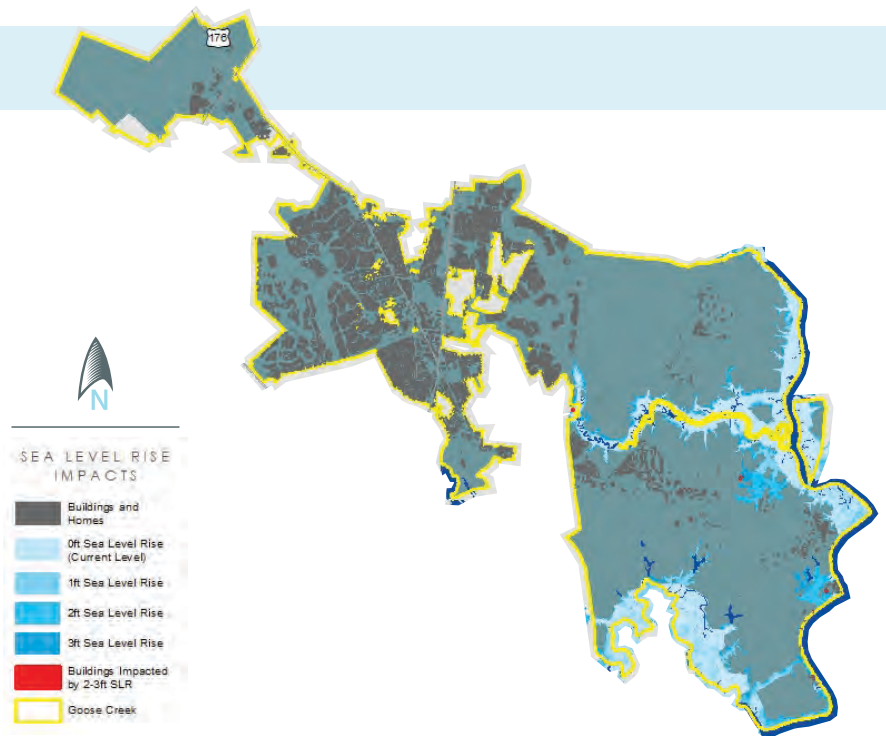 176
N
SEA LEVEL RISE
IMPACTS
Buildings and
Homes
0ft Sea Level Rise
(Current Level)
1ft Sea Level Rise
2ft Sea Level Rise
3ft Sea Level Rise
Buildings Impacted
by 2-3ft SLR
Goose Creek